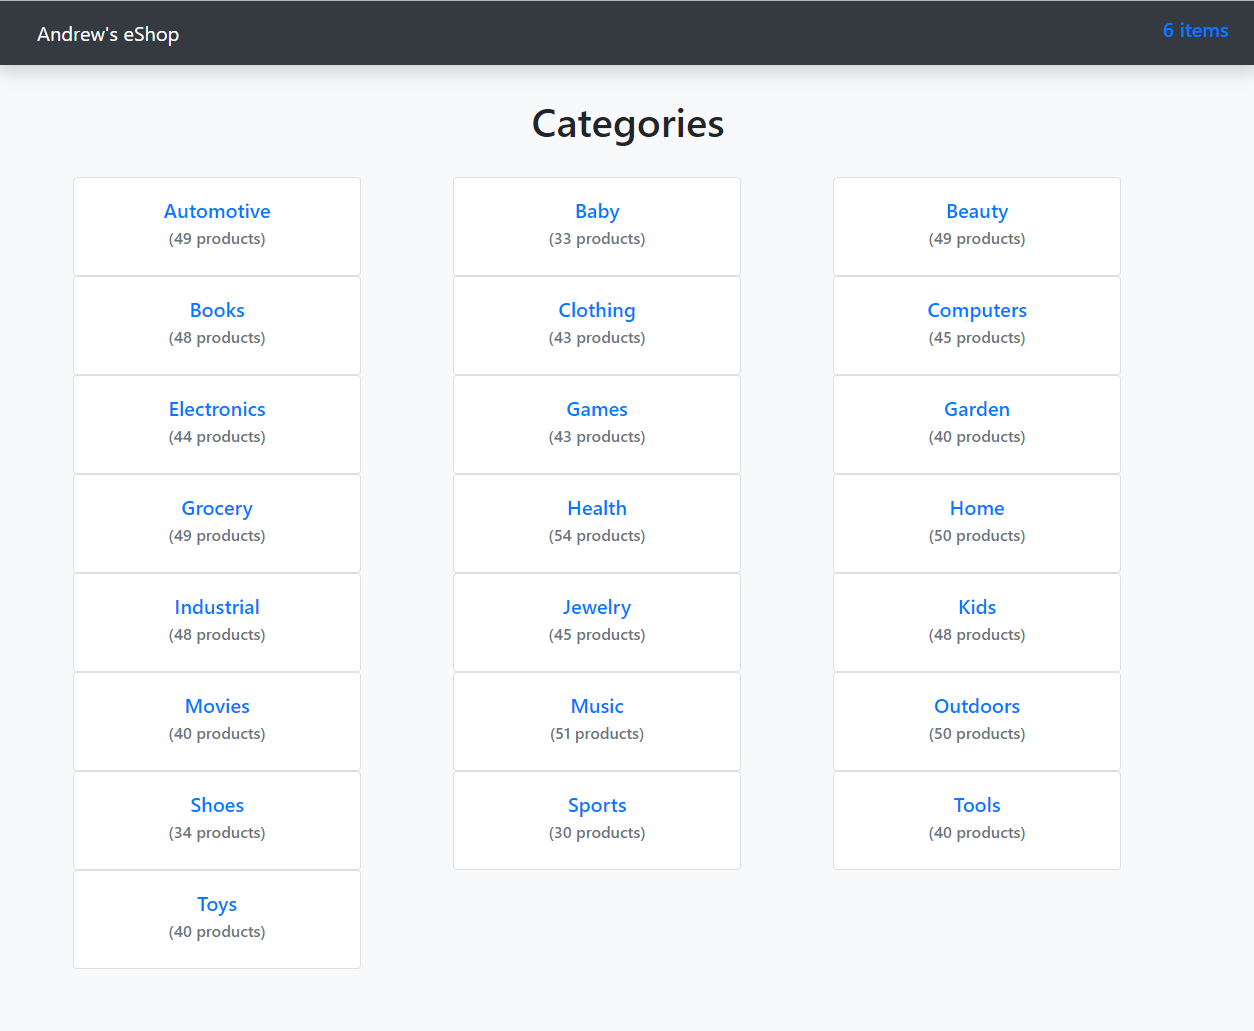 Andrew's eShop
6 items
Categories
Automotive
(49 products)
Baby
(33 products)
Beauty
(49 products)
Books
(48 products)
Clothing
(43 products)
Computers
(45 products)
Electronics
(44 products)
Games
(43 products)
Garden
(40 products)
Grocery
(49 products)
Health
(54 products)
Home
(50 products)
Industrial
(48 products)
Jewelry
(45 products)
Kids
(48 products)
Movies
(40 products)
Music
(51 products)
Outdoors
(50 products)
Shoes
(34 products)
Sports
(30 products)
Tools
(40 products)
Toys
(40 products)